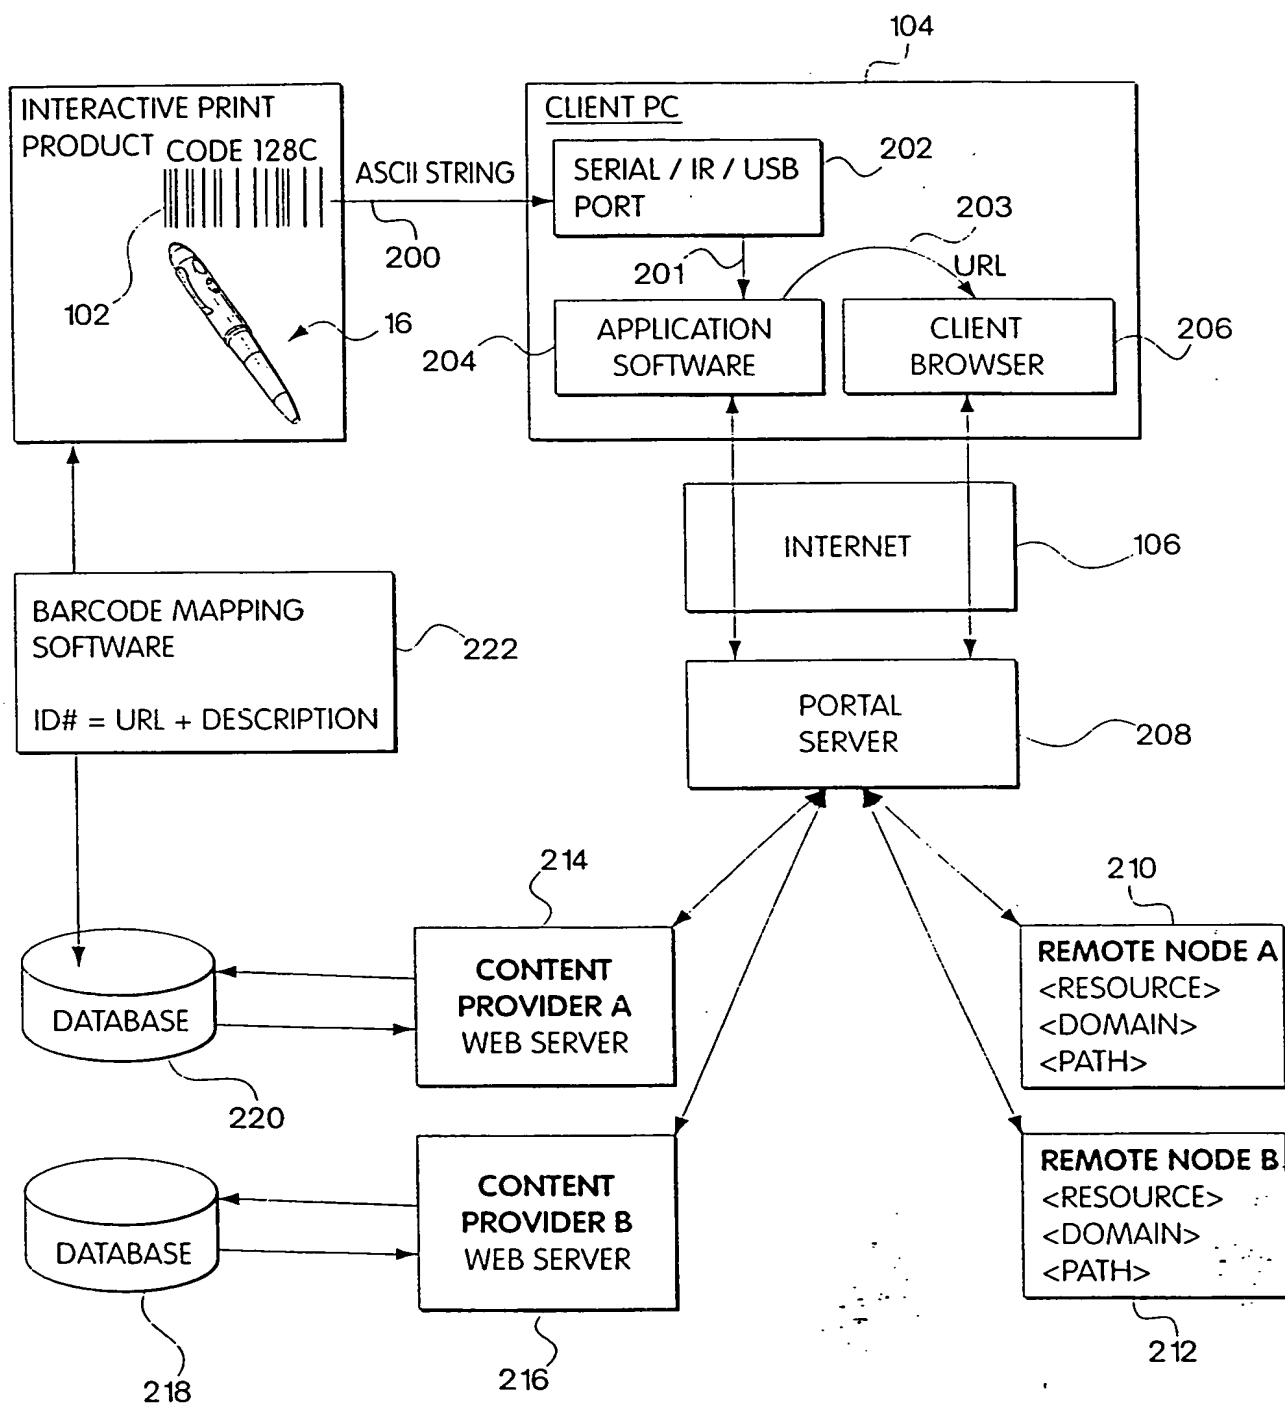 104
INTERACTIVE PRINT
PRODUCT
CODE 128C
102
16
ASCII STRING
200
CLIENT PC
SERIAL / IR / USB
PORT
202
201
203
URL
APPLICATION
SOFTWARE
204
CLIENT
BROWSER
206
INTERNET
106
BARCODE MAPPING
SOFTWARE
ID# = URL + DESCRIPTION
222
PORTAL
SERVER
208
214
210
DATABASE
220
CONTENT
PROVIDER A
WEB SERVER
REMOTE NODE A
<RESOURCE>
<DOMAIN>
<PATH>
DATABASE
218
CONTENT
PROVIDER B
WEB SERVER
216
REMOTE NODE B
<RESOURCE>
<DOMAIN>
<PATH>
212